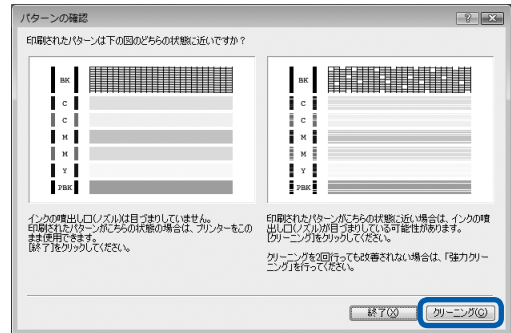 パターンの確認
印刷されたパターンは下の図のどちらの状態に近いですか？
BK
C
C
M
M
Y
PBK
BK
C
C
M
M
Y
PBK
インクの噴出し口（ノズル）は目づまりしていません。
印刷されたパターンがこちらの状態の場合は、プリンターをこの
まま使用できます。
［終了］をクリックしてください。
印刷されたパターンがこちらの状態に近い場合は、インクの噴
出し口（ノズル）が目づまりしている可能性があります。
［クリーニング］をクリックしてください。
クリーニングを2回行っても改善されない場合は、「強力クリー
ニング」を行ってください。
終了(X)
クリーニング(C)